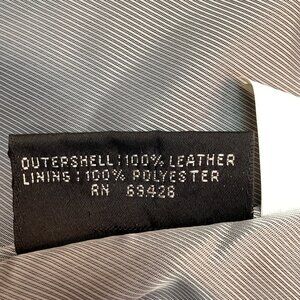 OUTERSHELL:100% LEATHER
LINING:100% POLYESTER
RN 69426